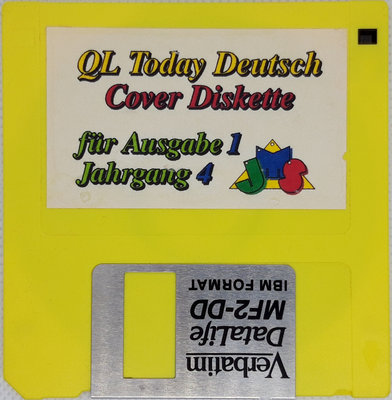 QL Today Deutsch
Cover Diskette
für Ausgabe 1
Jahrgang 4
JMS
Verbatim
DataLife
MF2-DD
IBM FORMAT